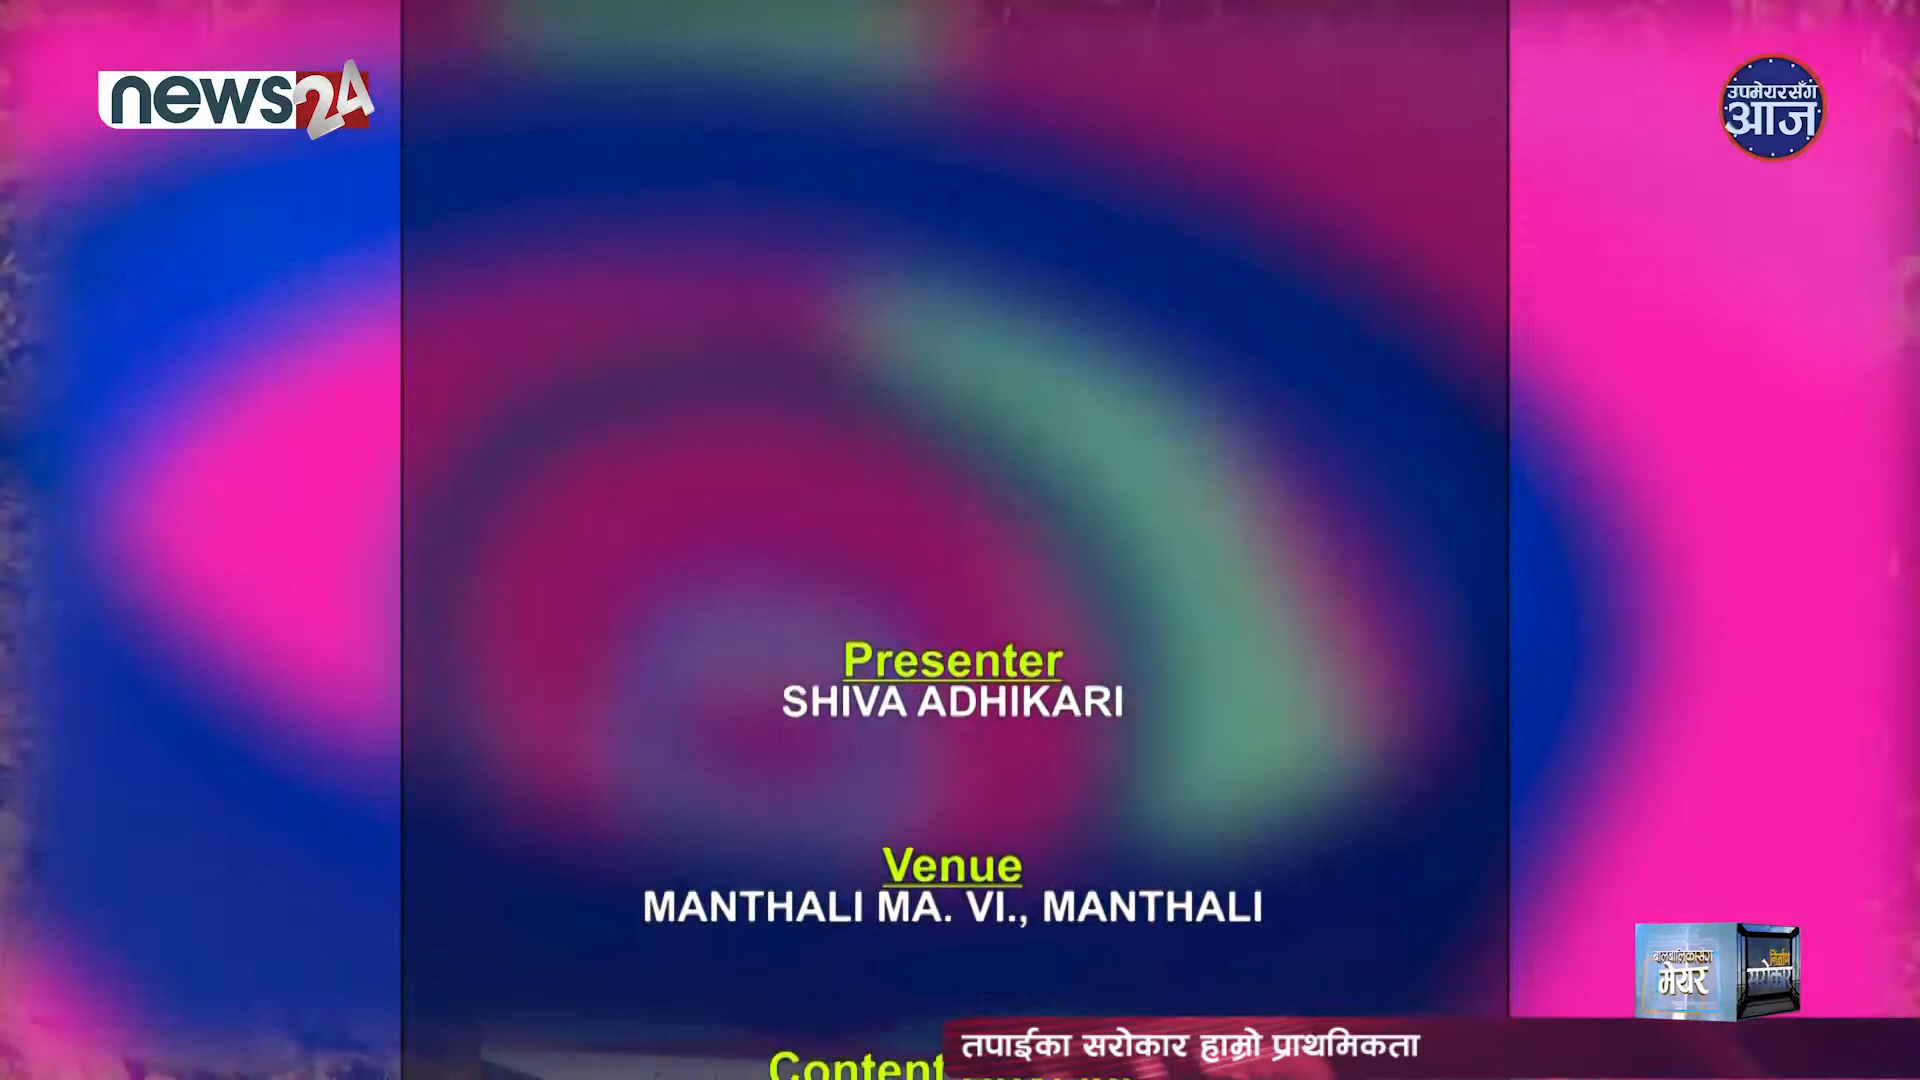 news24
उपमेयरसँग
आज
Presenter
SHIVA ADHIKARI
Venue
MANTHALI MA. VI., MANTHALI
बालबालिकासँग
मेयर
निर्माण
सरोकार
Content
तपाईका सरोकार हाम्रो प्राथमिकता